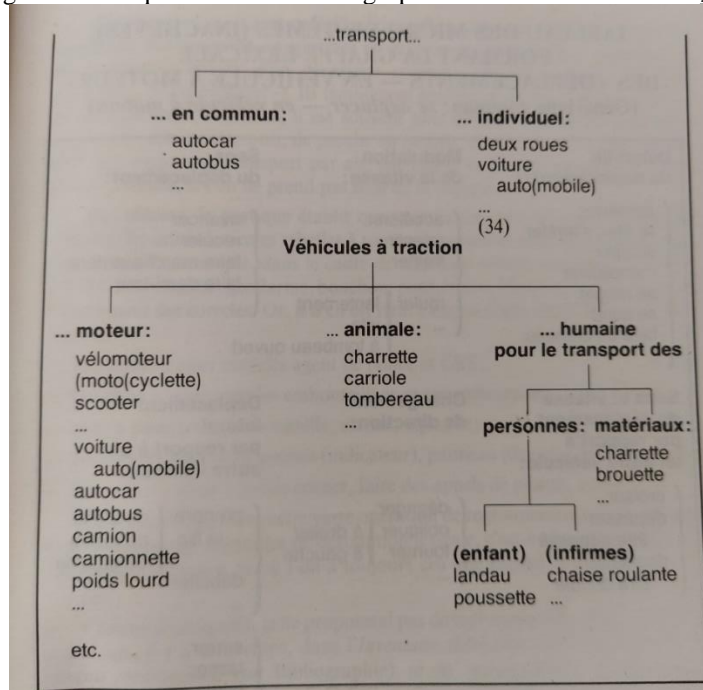 ...transport...
... en commun:
autocar
autobus
...
... individuel:
deux roues
voiture
auto(mobile)
...
(34)
Véhicules à traction
... moteur:
vélomoteur
(moto(cyclette)
scooter
...
voiture
auto(mobile)
autocar
autobus
camion
camionnette
poids lourd
...
etc.
... animale:
charrette
carriole
tombereau
...
... humaine
pour le transport des
personnes:
(enfant)
landau
poussette
(infirmes)
chaise roulante
...
matériaux:
charrette
brouette
...